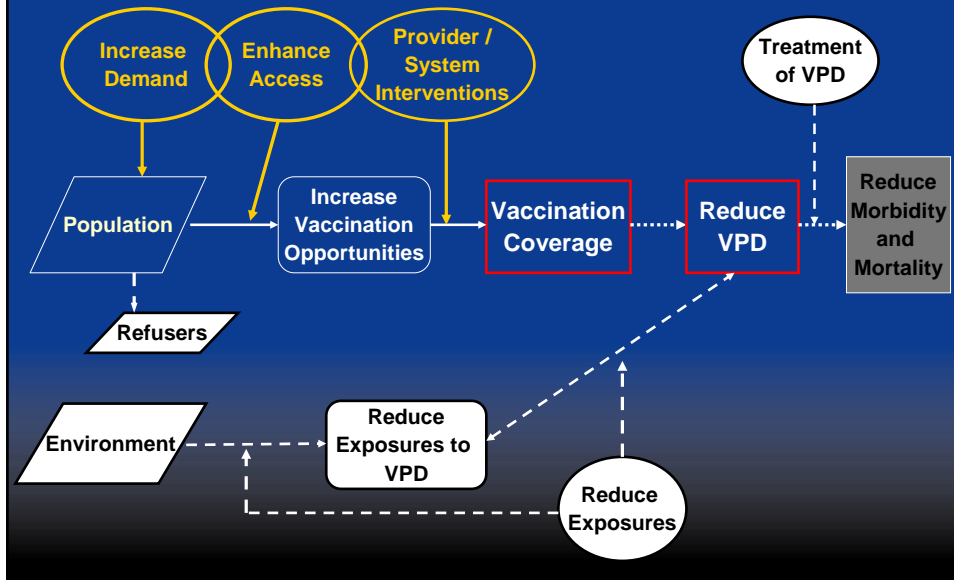 Increase
Demand
Enhance
Access
Provider /
System
Interventions
Treatment
of VPD
Population
Increase
Vaccination
Opportunities
Vaccination
Coverage
Reduce
VPD
Reduce
Morbidity
and
Mortality
Refusers
Environment
Reduce
Exposures to
VPD
Reduce
Exposures